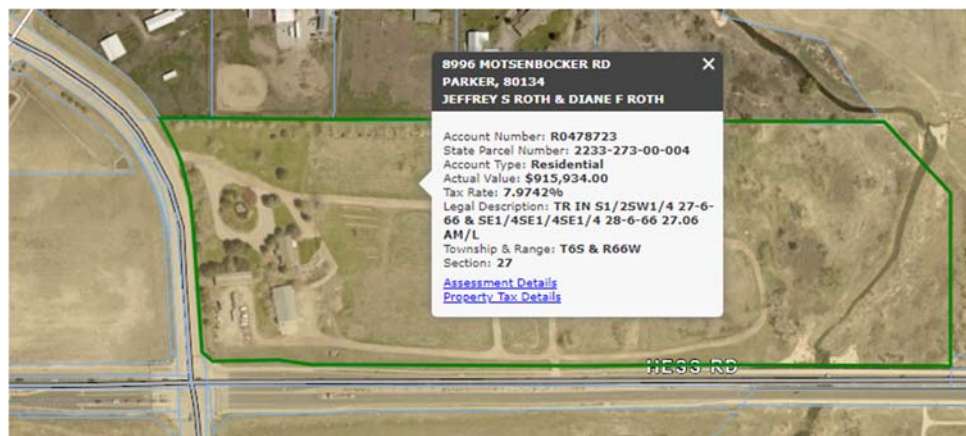 8996 MOTSENBOCKER RD
PARKER, 80134
JEFFREY S ROTH & DIANE F ROTH
Account Number: R0478723
State Parcel Number: 2233-273-00-004
Account Type: Residential
Actual Value: $915,934.00
Tax Rate: 7.9742%
Legal Description: TR IN S1/2SW1/4 27-6-
66 & SE1/4SE1/4SE1/4 28-6-66 27.06
AM/L
Township & Range: T6S & R66W
Section: 27
Assessment Details
Property Tax Details
HESS RD